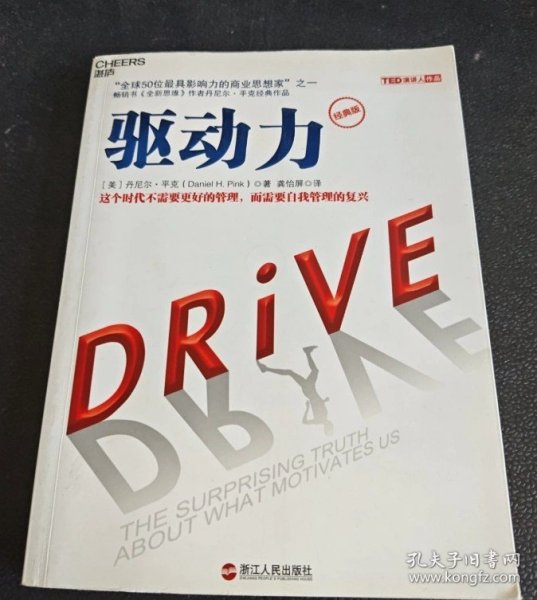 CHEERS
湛庐
“全球50位最具影响力的商业思想家”之一
畅销书《全新思维》作者丹尼尔·平克经典作品
TED演讲人作品
驱动力
经典版
[美]丹尼尔·平克(Daniel H. Pink)◎著 龚怡屏◎译
这个时代不需要更好的管理,而需要自我管理的复兴
DRiVE
DRiVE
THE SURPRISING TRUTH
ABOUT WHAT MOTIVATES US
浙江人民出版社
ZHEJIANG PEOPLE'S PUBLISHING HOUSE
孔夫子旧书网
www.kongfz.com